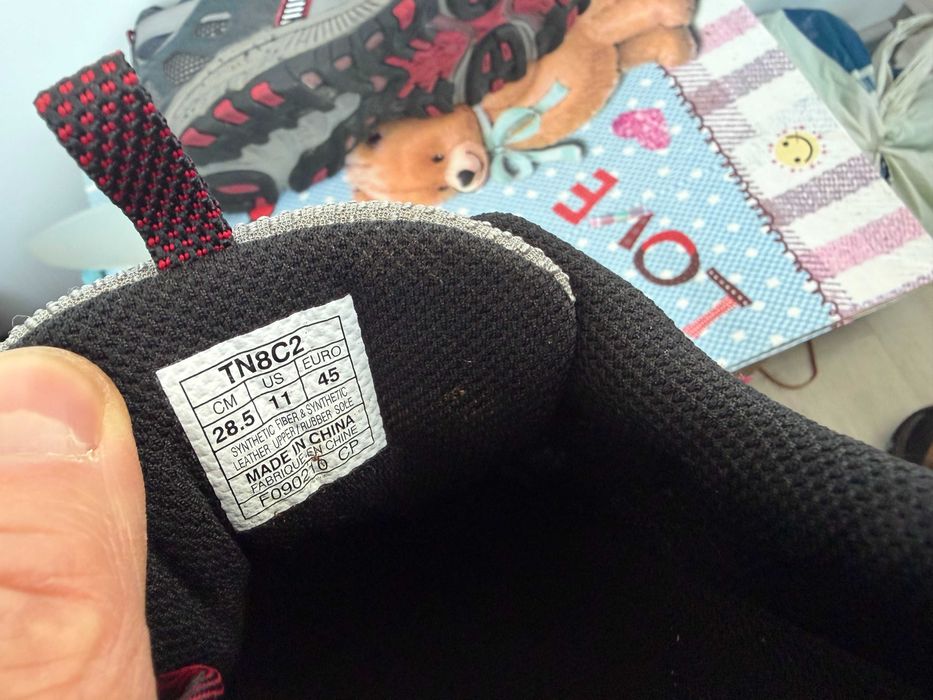 TN8C2
CM US EURO
28.5 11 45
SYNTHETIC FIBER & SYNTHETIC
LEATHER UPPER/RUBBER SOLE
MADE IN CHINA
FABRIQUE EN CHINE
F090210 CP
LOVE